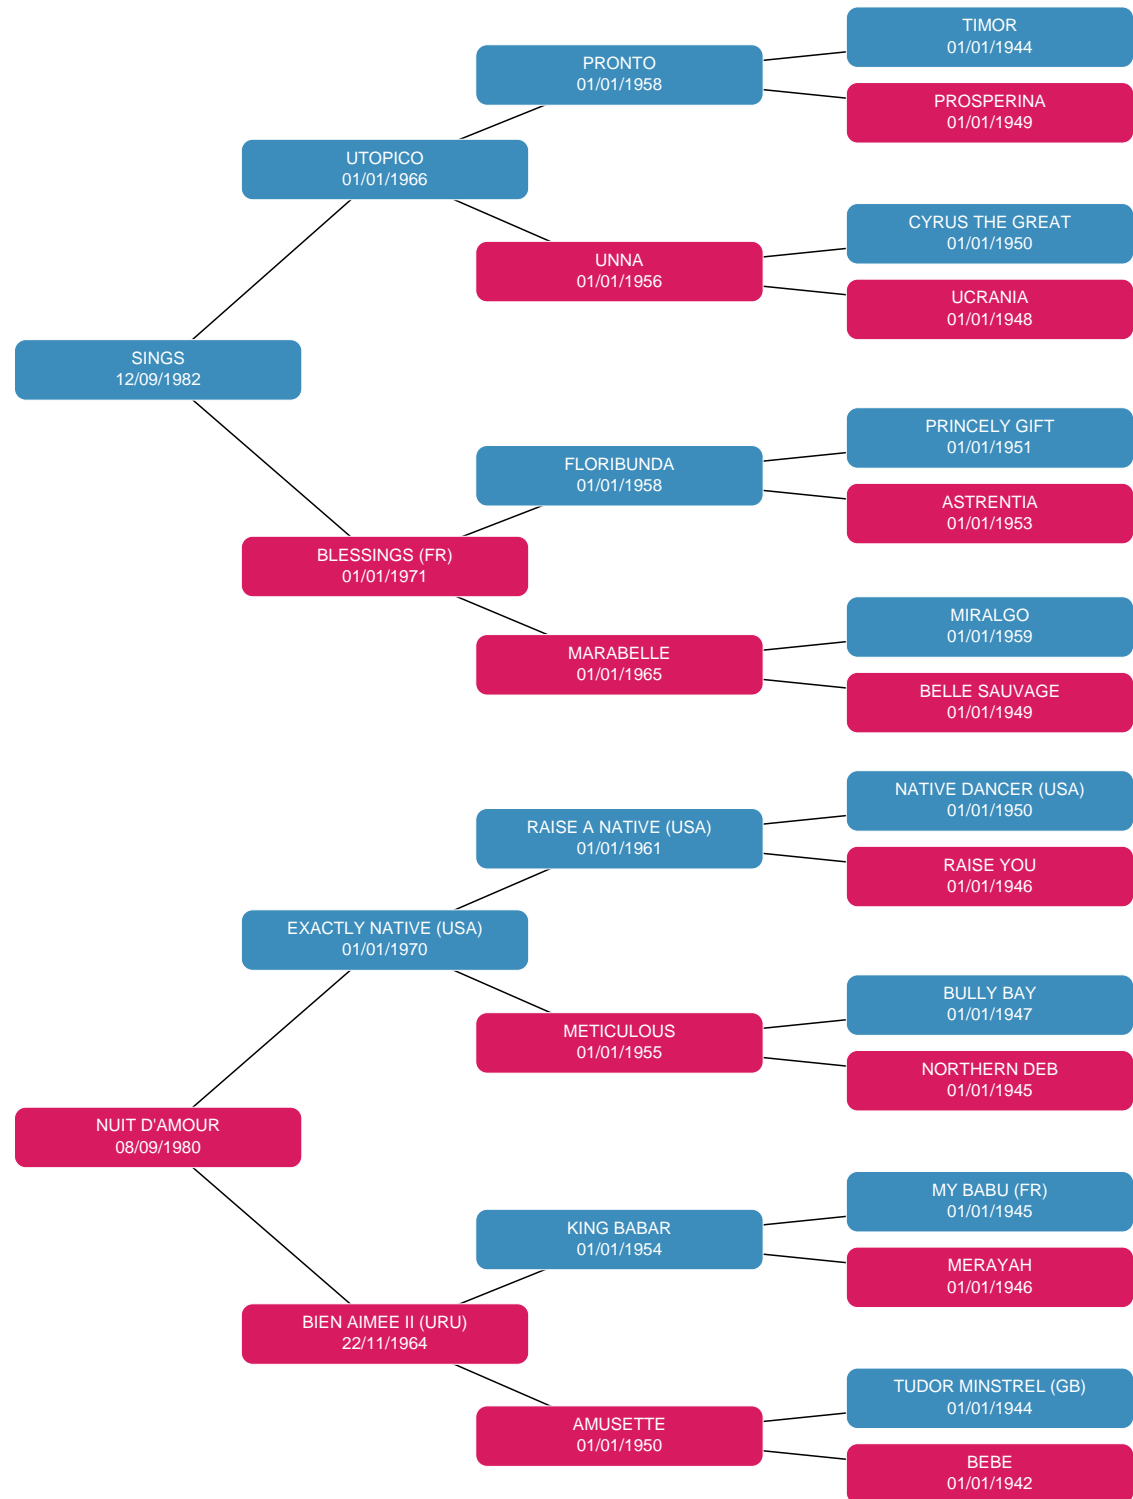 TIMOR
01/01/1944
PRONTO
01/01/1958
PROSPERINA
01/01/1949
UTOPICO
01/01/1966
CYRUS THE GREAT
01/01/1950
UNNA
01/01/1956
UCRANIA
01/01/1948
SINGS
12/09/1982
PRINCELY GIFT
01/01/1951
FLORIBUNDA
01/01/1958
ASTRENTIA
01/01/1953
BLESSINGS (FR)
01/01/1971
MIRALGO
01/01/1959
MARABELLE
01/01/1965
BELLE SAUVAGE
01/01/1949
NATIVE DANCER (USA)
01/01/1950
RAISE A NATIVE (USA)
01/01/1961
RAISE YOU
01/01/1946
EXACTLY NATIVE (USA)
01/01/1970
BULLY BAY
01/01/1947
METICULOUS
01/01/1955
NORTHERN DEB
01/01/1945
NUIT D'AMOUR
08/09/1980
MY BABU (FR)
01/01/1945
KING BABAR
01/01/1954
MERAYAH
01/01/1946
BIEN AIMEE II (URU)
22/11/1964
TUDOR MINSTREL (GB)
01/01/1944
AMUSETTE
01/01/1950
BEBE
01/01/1942